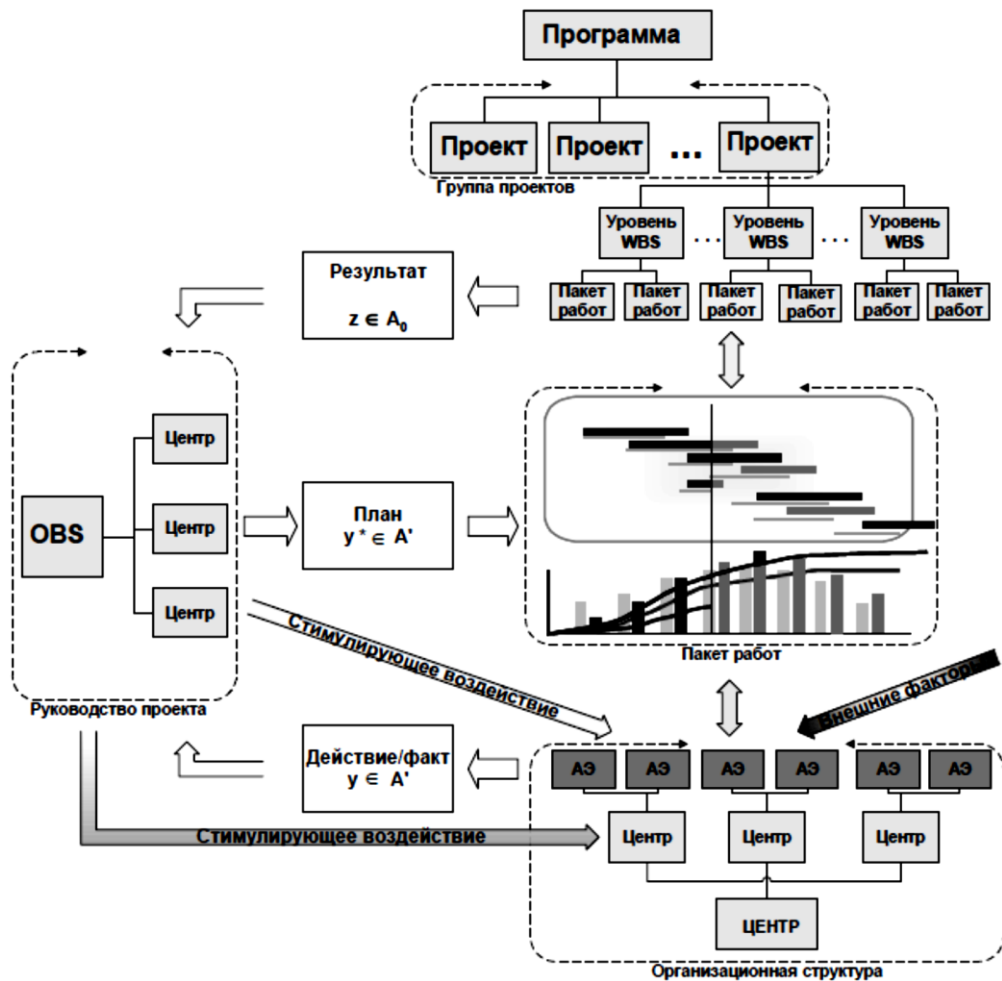 Программа
Проект
Проект
...
Проект
Группа проектов
Уровень
WBS
...
Уровень
WBS
...
Уровень
WBS
Пакет
работ
Пакет
работ
Пакет
работ
Пакет
работ
Пакет
работ
Пакет
работ
Результат
z ∈ A₀
OBS
Центр
Центр
Центр
Руководство проекта
План
y * ∈ A'
Пакет работ
Стимулирующее воздействие
Внешние факторы
Действие/факт
y ∈ A'
Стимулирующее воздействие
АЭ
АЭ
АЭ
АЭ
АЭ
АЭ
Центр
Центр
Центр
ЦЕНТР
Организационная структура